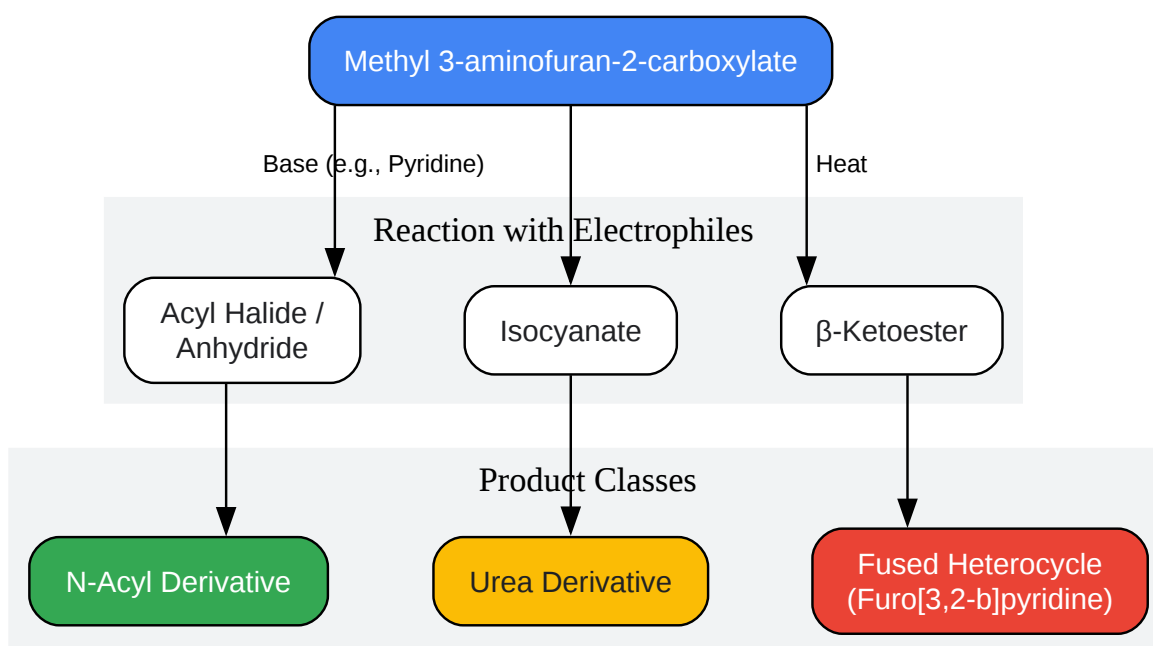 Methyl 3-aminofuran-2-carboxylate
Base (e.g., Pyridine)
Heat
Reaction with Electrophiles
Acyl Halide /
Anhydride
Isocyanate
β-Ketoester
Product Classes
N-Acyl Derivative
Urea Derivative
Fused Heterocycle
(Furo[3,2-b]pyridine)